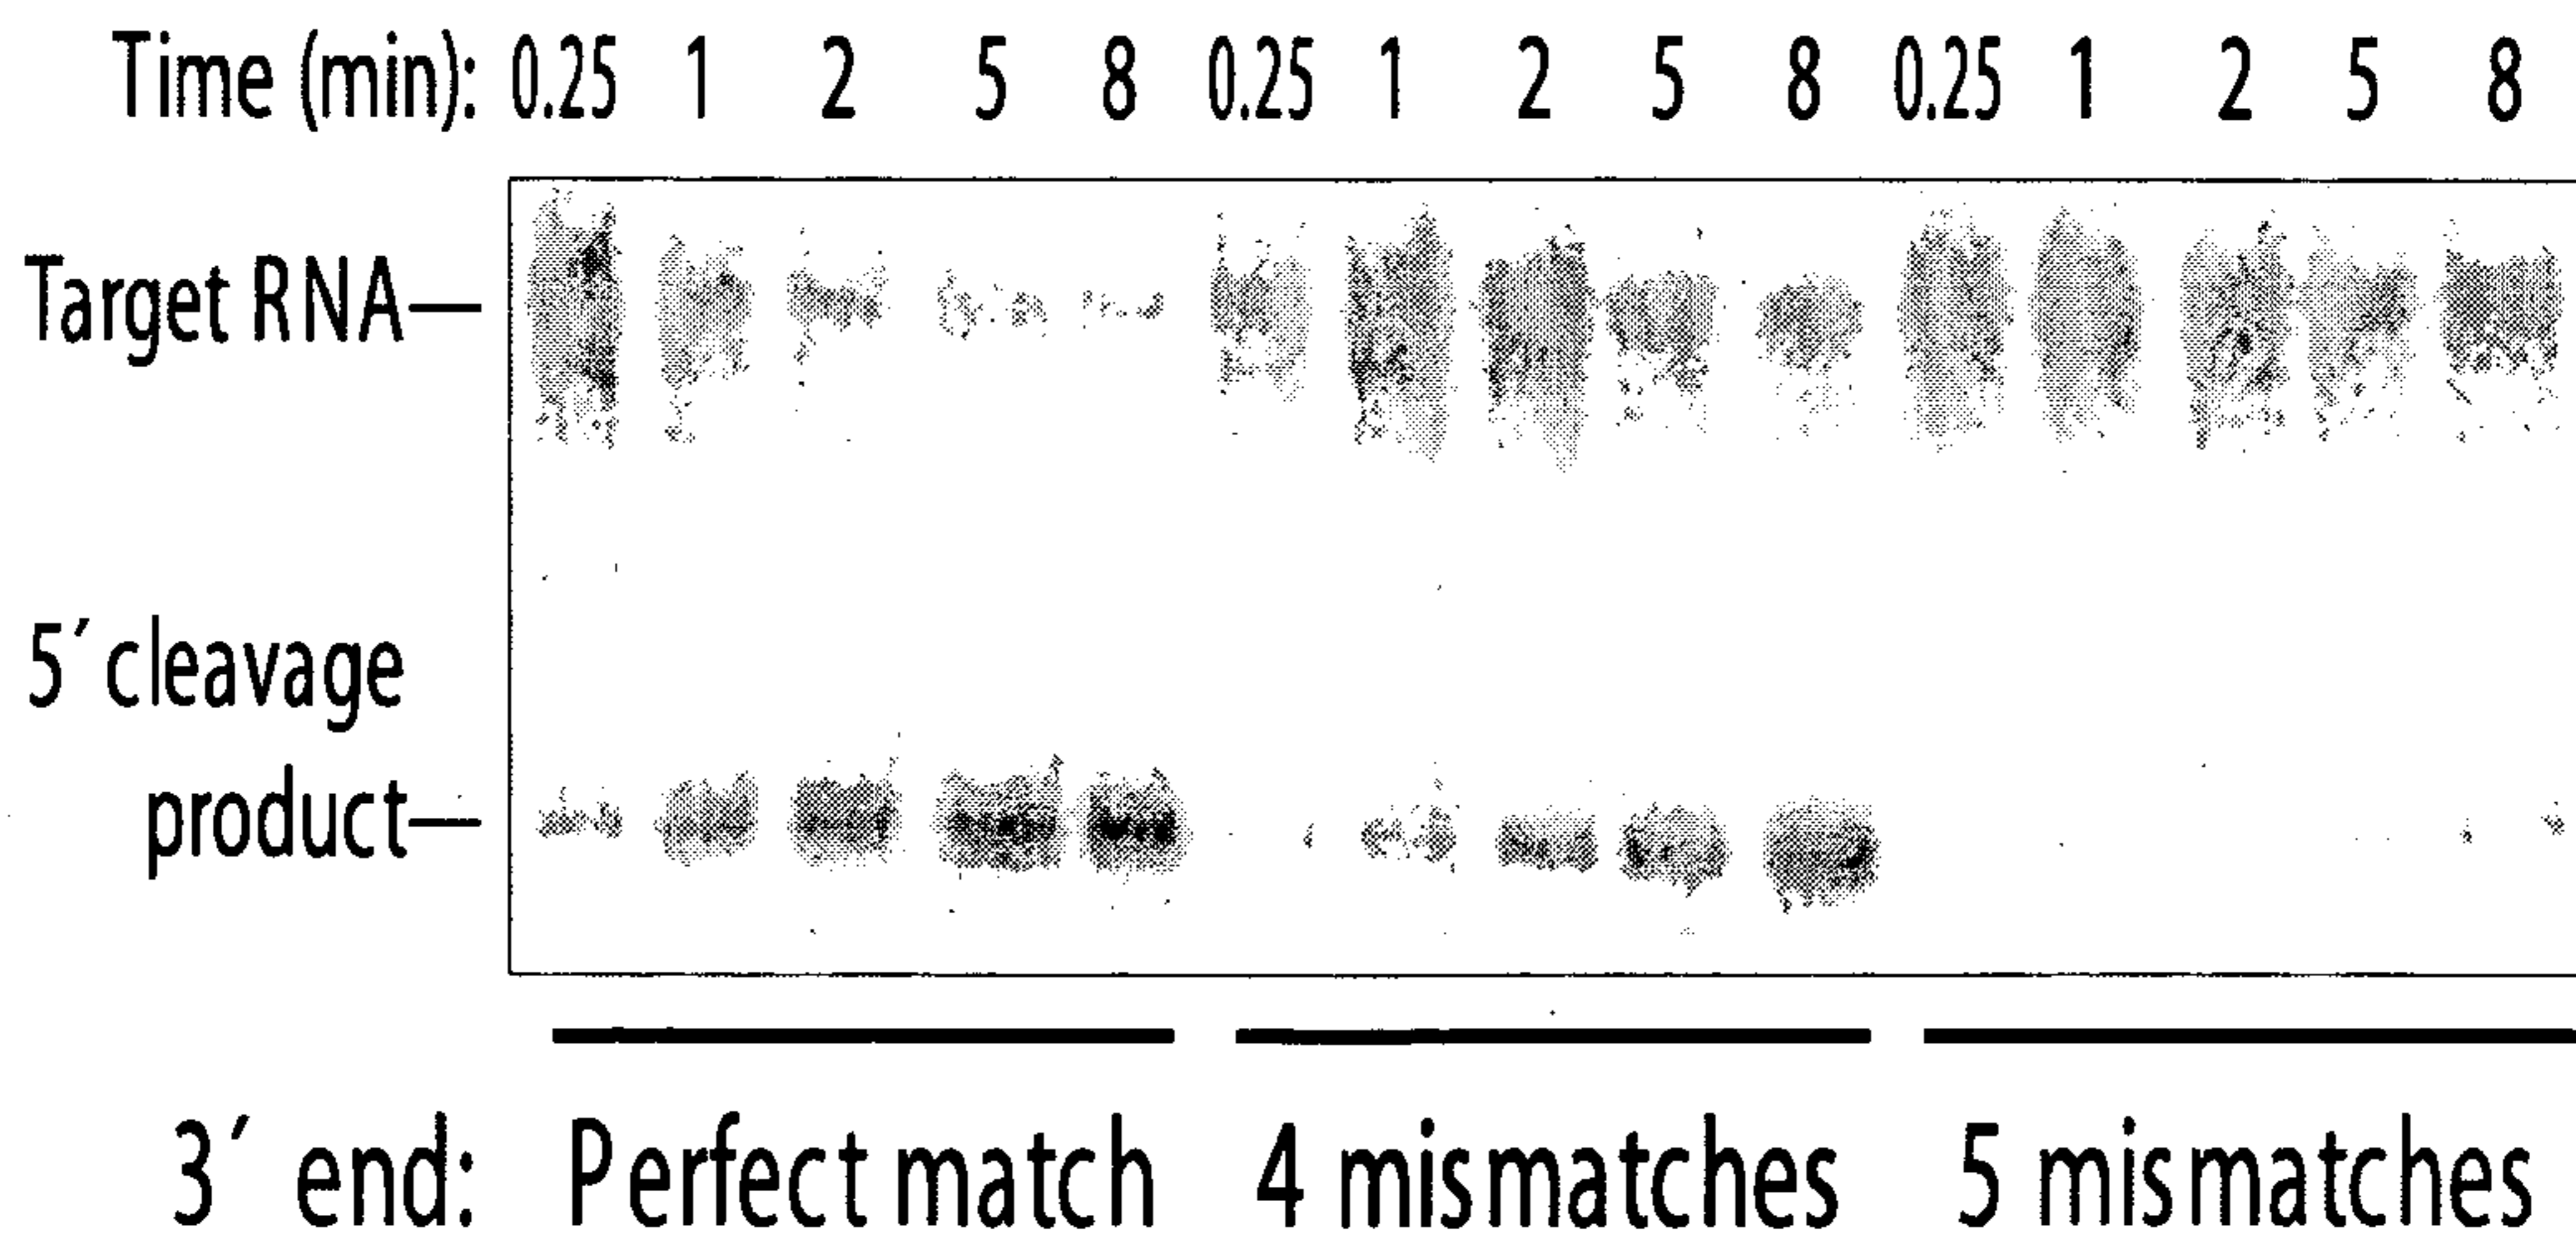 Time (min): 0.25 1 2 5 8 0.25 1 2 5 8 0.25 1 2 5 8
Target RNA
5′ cleavage
product
3′ end: Perfect match 4 mismatches 5 mismatches